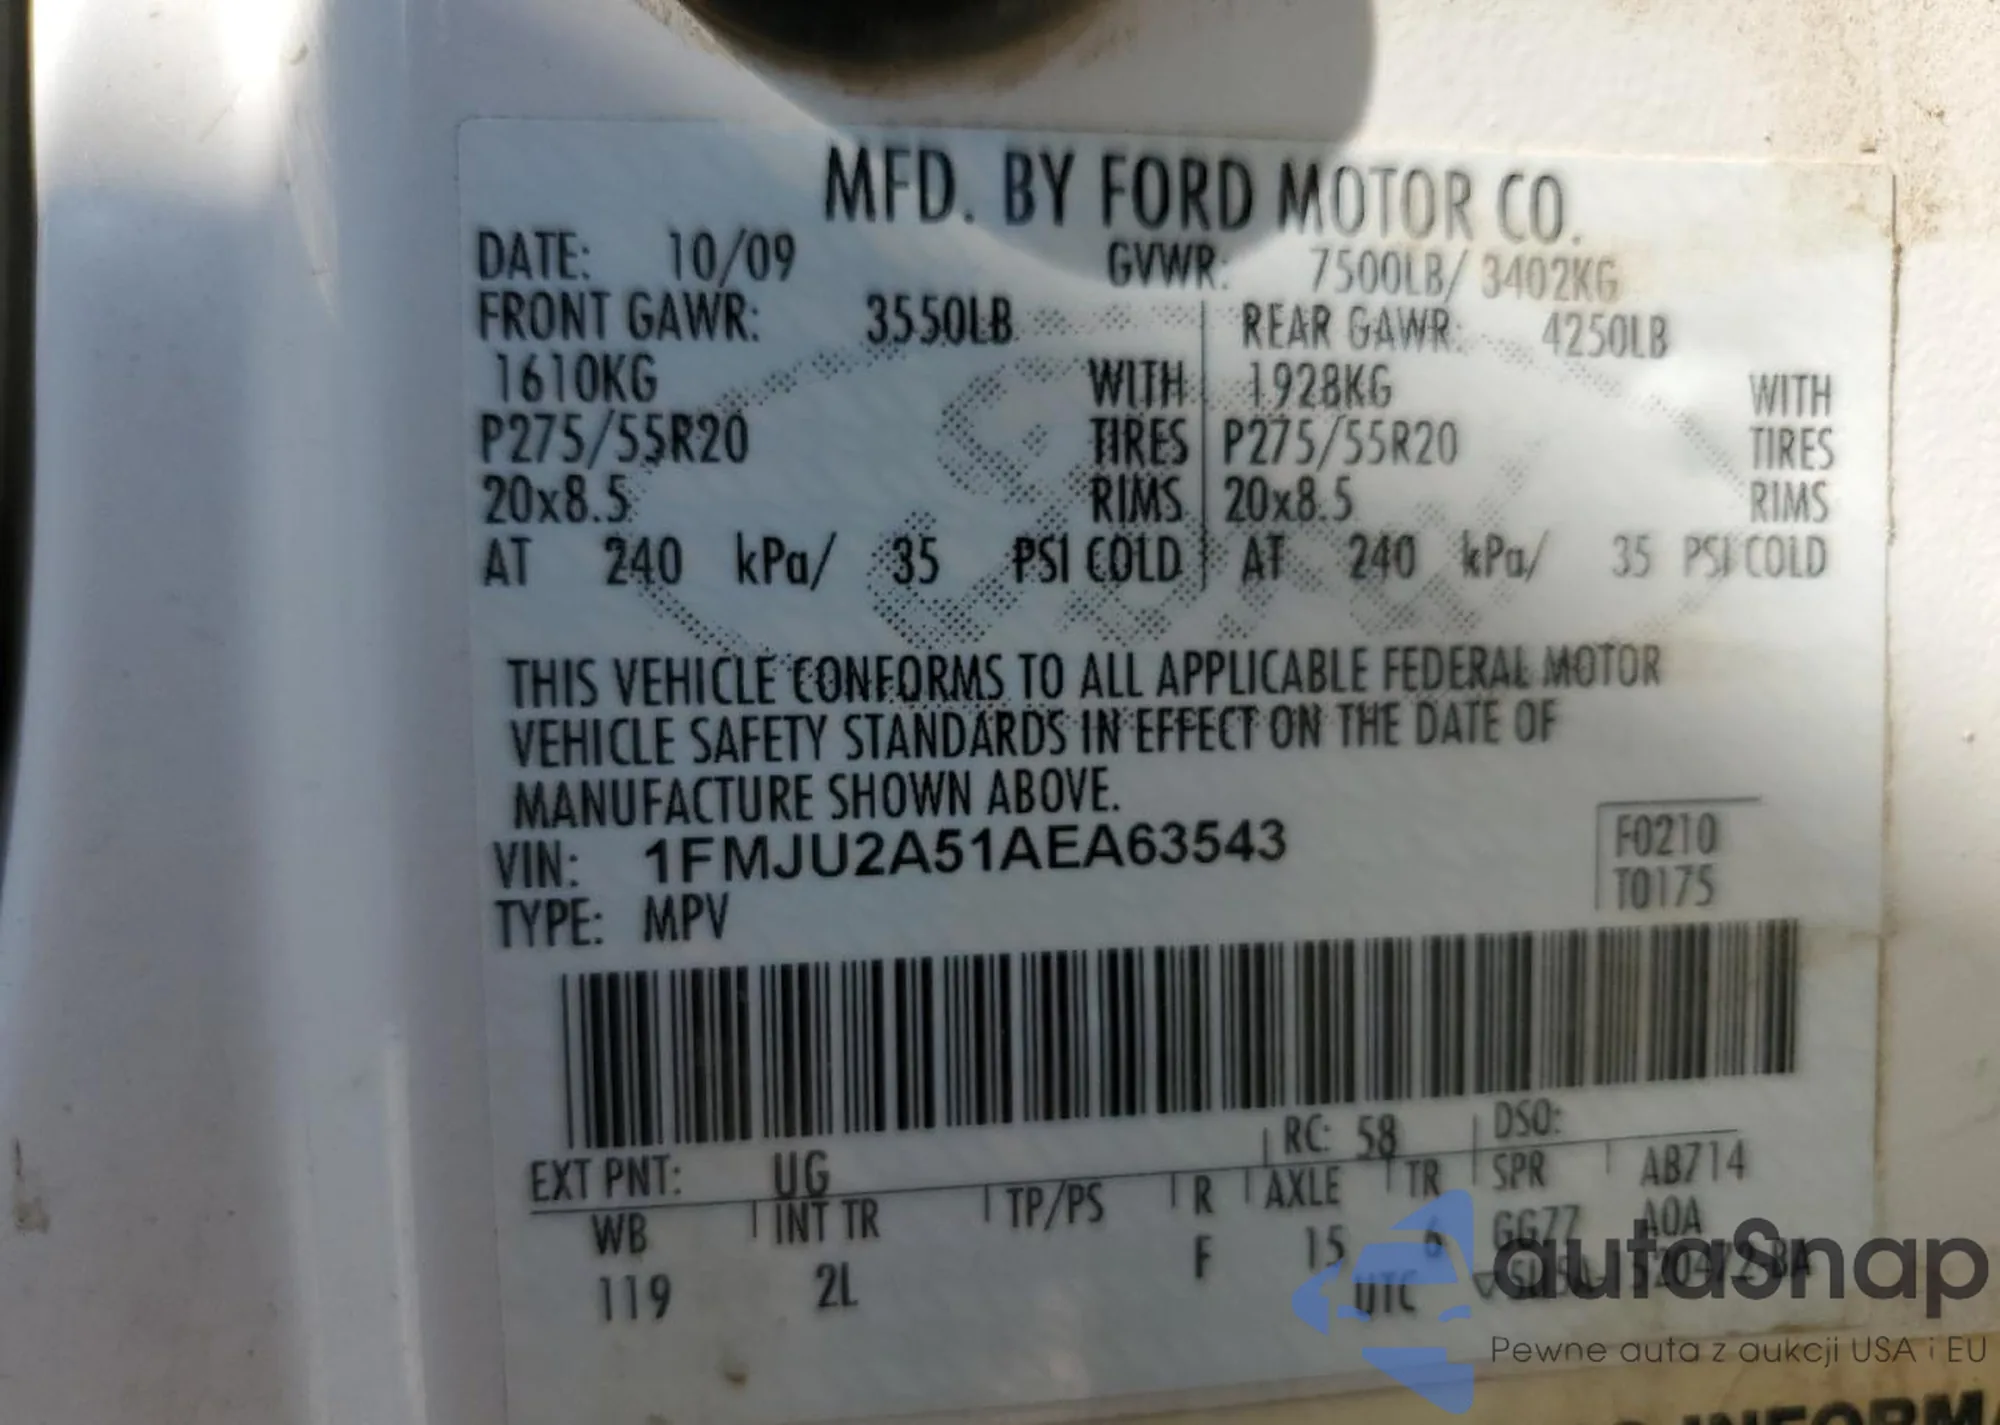 MFD. BY FORD MOTOR CO.
DATE: 10/09 GVWR: 7500LB/ 3402KG
FRONT GAWR: 3550LB REAR GAWR: 4250LB
1610KG WITH 1928KG WITH
P275/55R20 TIRES P275/55R20 TIRES
20x8.5 RIMS 20x8.5 RIMS
AT 240 kPa/ 35 PSI COLD AT 240 kPa/ 35 PSI COLD
THIS VEHICLE CONFORMS TO ALL APPLICABLE FEDERAL MOTOR
VEHICLE SAFETY STANDARDS IN EFFECT ON THE DATE OF
MANUFACTURE SHOWN ABOVE.
VIN: 1FMJU2A51AEA63543
TYPE: MPV
F0210
T0175
RC: 58 DSO:
EXT PNT: UG
WB INT TR TP/PS R AXLE TR SPR AB714
119 2L F 15 6 GG77 AOA
UTC
autaSnap
Pewne auta z aukcji USA i EU